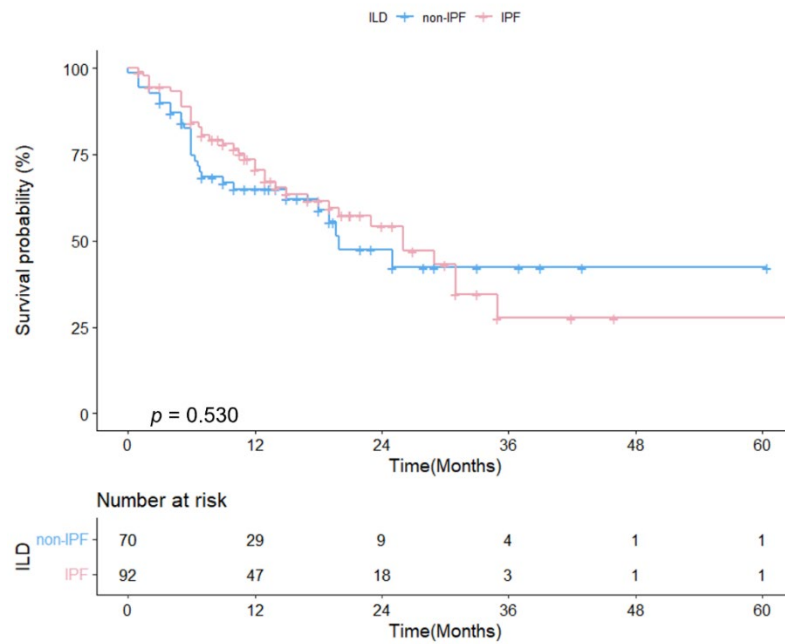 ILD non-IPF IPF
Survival probability (%)
100
75
50
25
0
p = 0.530
0 12 24 36 48 60
Time(Months)
Number at risk
ILD
non-IPF 70 29 9 4 1 1
IPF 92 47 18 3 1 1
0 12 24 36 48 60
Time(Months)